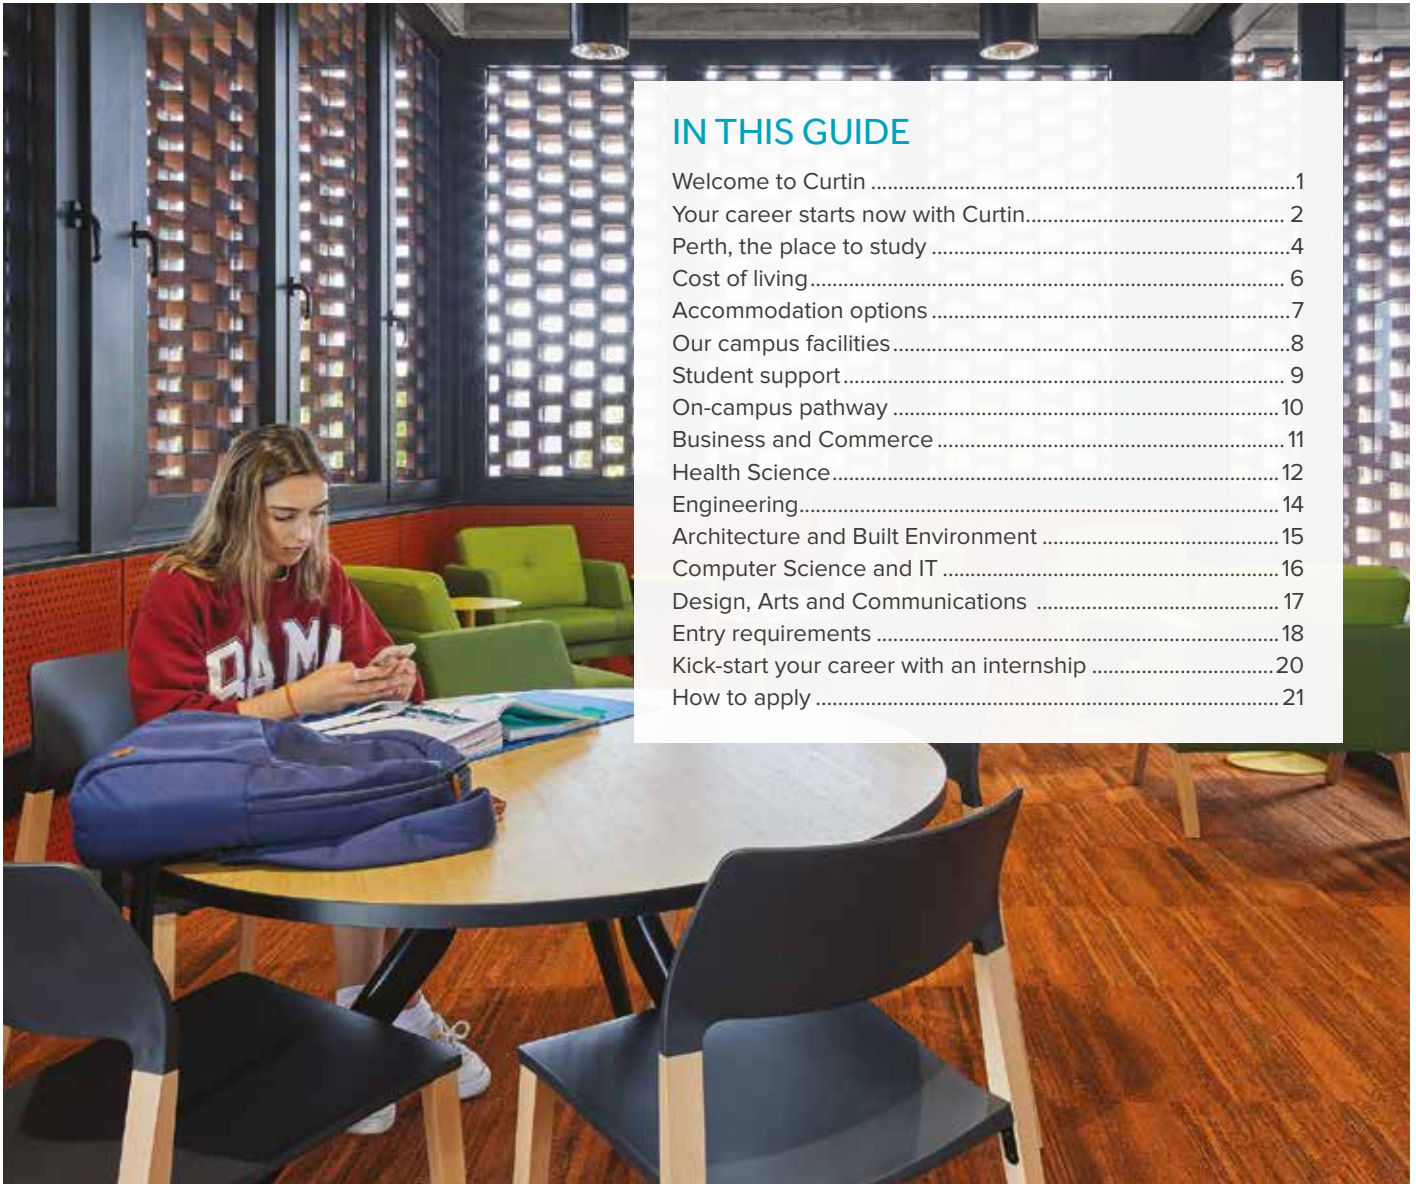 IN THIS GUIDE
Welcome to Curtin ........................................................................... 1
Your career starts now with Curtin.............................................. 2
Perth, the place to study ................................................................ 4
Cost of living.................................................................................... 6
Accommodation options ................................................................ 7
Our campus facilities...................................................................... 8
Student support.............................................................................. 9
On-campus pathway .................................................................... 10
Business and Commerce ............................................................. 11
Health Science............................................................................... 12
Engineering..................................................................................... 14
Architecture and Built Environment .......................................... 15
Computer Science and IT ............................................................ 16
Design, Arts and Communications ........................................... 17
Entry requirements ....................................................................... 18
Kick-start your career with an internship ................................ 20
How to apply .................................................................................. 21